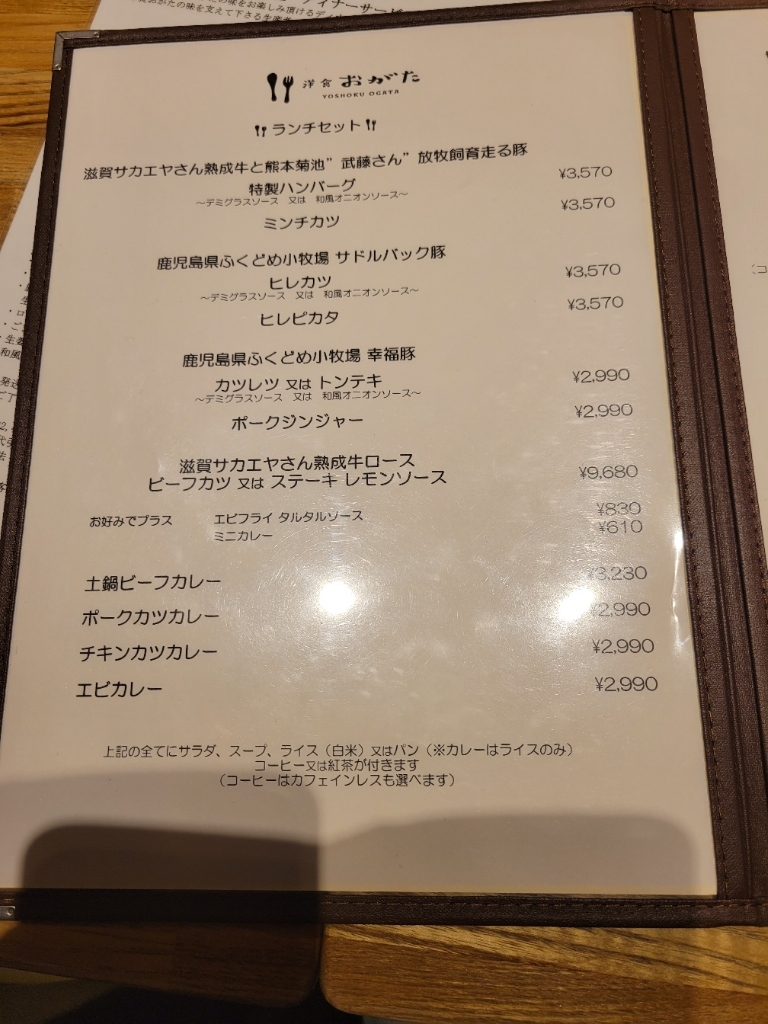 洋食 おがた
YOSHOKU OGATA
ランチセット
滋賀サカエヤさん熟成牛と熊本菊池”武藤さん”放牧飼育走る豚
特製ハンバーグ ¥3,570
～デミグラスソース 又は 和風オニオンソース～
ミンチカツ ¥3,570
鹿児島県ふくどめ小牧場 サドルバック豚
ヒレカツ ¥3,570
～デミグラスソース 又は 和風オニオンソース～
ヒレピカタ ¥3,570
鹿児島県ふくどめ小牧場 幸福豚
カツレツ 又は トンテキ ¥2,990
～デミグラスソース 又は 和風オニオンソース～
ポークジンジャー ¥2,990
滋賀サカエヤさん熟成牛ロース
ビーフカツ 又は ステーキ レモンソース ¥9,680
お好みでプラス エビフライ タルタルソース ¥830
ミニカレー ¥610
土鍋ビーフカレー ¥3,230
ポークカツカレー ¥2,990
チキンカツカレー ¥2,990
エビカレー ¥2,990
上記の全てにサラダ、スープ、ライス（白米）又はパン（※カレーはライスのみ）
コーヒー又は紅茶が付きます
（コーヒーはカフェインレスも選べます）